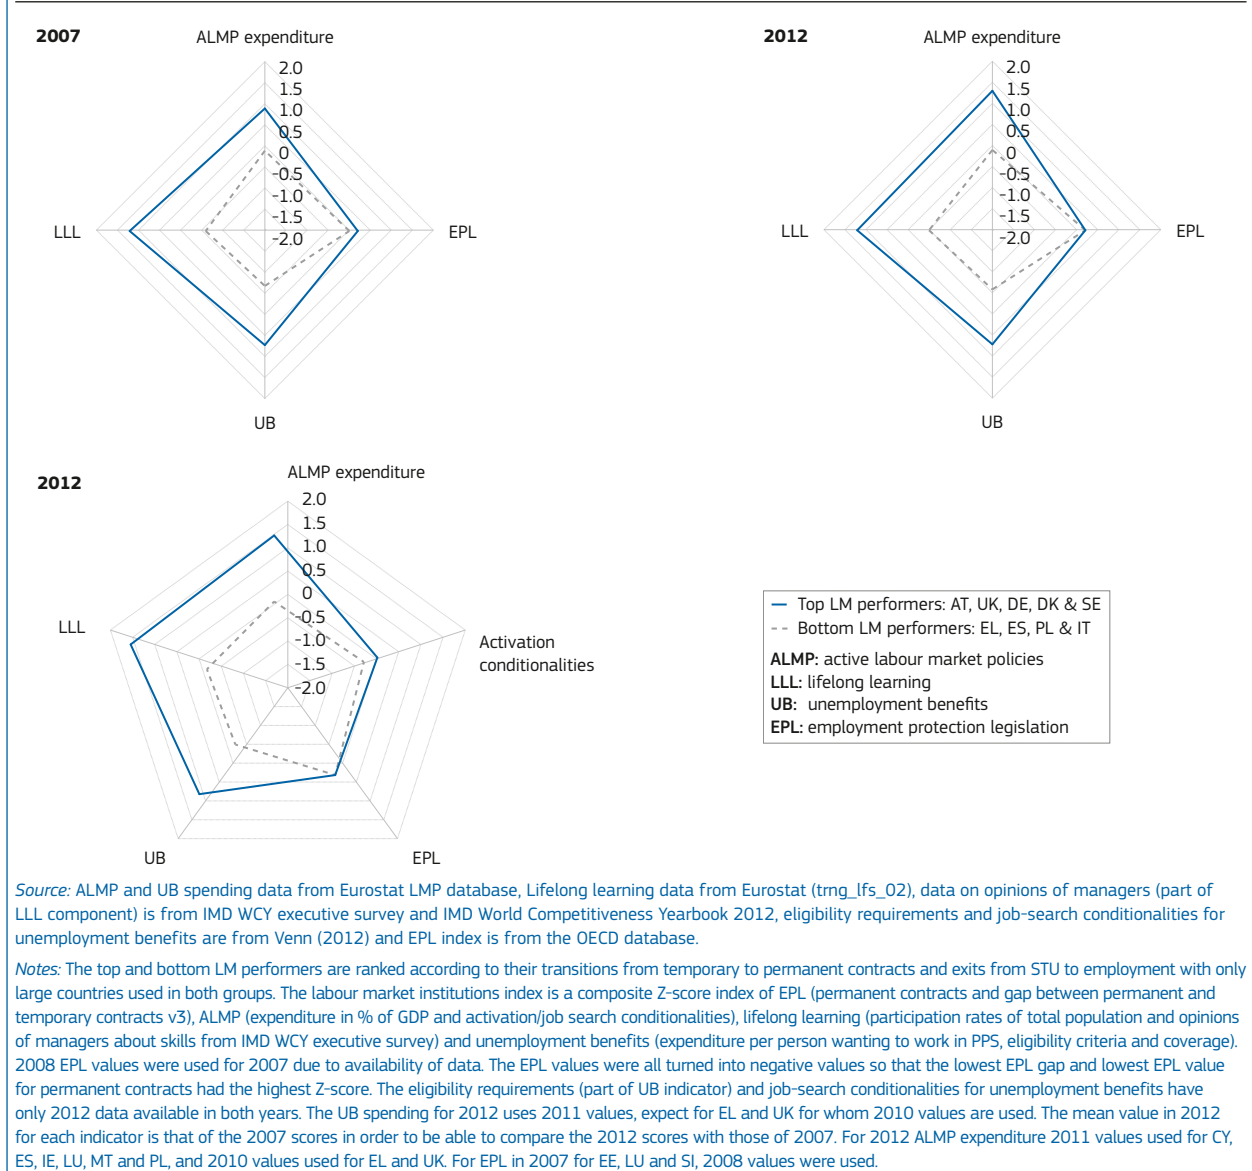 2007
ALMP expenditure
2.0
1.5
1.0
0.5
0
-0.5
-1.0
-1.5
-2.0
LLL
EPL
UB
2012
ALMP expenditure
2.0
1.5
1.0
0.5
0
-0.5
-1.0
-1.5
-2.0
LLL
EPL
UB
2012
ALMP expenditure
2.0
1.5
1.0
0.5
0
-0.5
-1.0
-1.5
-2.0
LLL
Activation
conditionalities
UB
EPL
Top LM performers: AT, UK, DE, DK & SE
Bottom LM performers: EL, ES, PL & IT
ALMP: active labour market policies
LLL: lifelong learning
UB: unemployment benefits
EPL: employment protection legislation
Source: ALMP and UB spending data from Eurostat LMP database, Lifelong learning data from Eurostat (trng_lfs_02), data on opinions of managers (part of
LLL component) is from IMD WCY executive survey and IMD World Competitiveness Yearbook 2012, eligibility requirements and job-search conditionalities for
unemployment benefits are from Venn (2012) and EPL index is from the OECD database.
Notes: The top and bottom LM performers are ranked according to their transitions from temporary to permanent contracts and exits from STU to employment with only
large countries used in both groups. The labour market institutions index is a composite Z-score index of EPL (permanent contracts and gap between permanent and
temporary contracts v3), ALMP (expenditure in % of GDP and activation/job search conditionalities), lifelong learning (participation rates of total population and opinions
of managers about skills from IMD WCY executive survey) and unemployment benefits (expenditure per person wanting to work in PPS, eligibility criteria and coverage).
2008 EPL values were used for 2007 due to availability of data. The EPL values were all turned into negative values so that the lowest EPL gap and lowest EPL value
for permanent contracts had the highest Z-score. The eligibility requirements (part of UB indicator) and job-search conditionalities for unemployment benefits have
only 2012 data available in both years. The UB spending for 2012 uses 2011 values, expect for EL and UK for whom 2010 values are used. The mean value in 2012
for each indicator is that of the 2007 scores in order to be able to compare the 2012 scores with those of 2007. For 2012 ALMP expenditure 2011 values used for CY,
ES, IE, LU, MT and PL, and 2010 values used for EL and UK. For EPL in 2007 for EE, LU and SI, 2008 values were used.